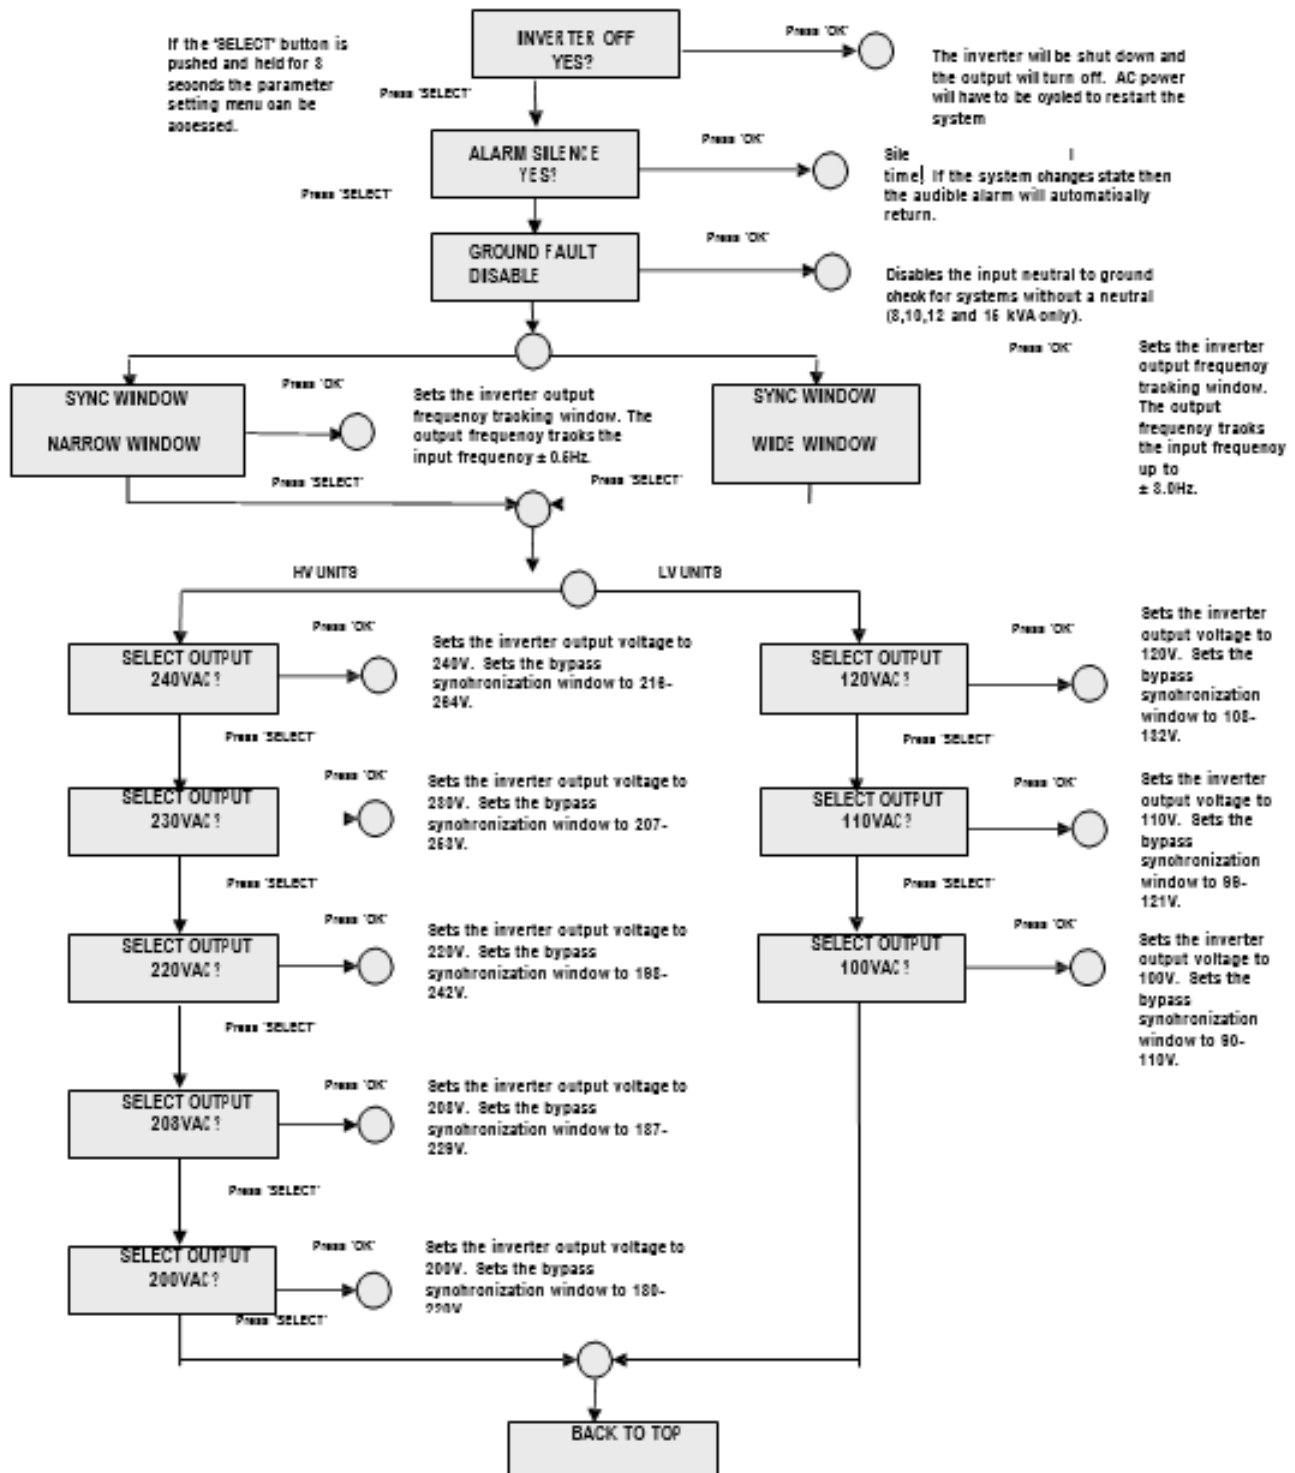 If the 'SELECT' button is
pushed and held for 3
seconds the parameter
setting menu can be
accessed.
INVERTER OFF
YES?
Press 'OK'
The inverter will be shut down and
the output will turn off. AC power
will have to be cycled to restart the
system
Press 'SELECT'
ALARM SILENCE
YES?
Press 'OK'
time. If the system changes state then
the audible alarm will automatically
return.
Press 'SELECT'
GROUND FAULT
DISABLE
Press 'OK'
Disables the input neutral to ground
check for systems without a neutral
(8,10,12 and 16 kVA only).
SYNC WINDOW
NARROW WINDOW
Press 'OK'
Sets the inverter output
frequency tracking window. The
output frequency tracks the
input frequency ± 0.5Hz.
Press 'SELECT'
SYNC WINDOW
WIDE WINDOW
Press 'OK'
Sets the inverter
output frequency
tracking window.
The output
frequency tracks
the input frequency
up to
± 3.0Hz.
Press 'SELECT'
HV UNITS
LV UNITS
SELECT OUTPUT
240VAC?
Press 'OK'
Sets the inverter output voltage to
240V. Sets the bypass
synchronization window to 216-
264V.
Press 'SELECT'
SELECT OUTPUT
230VAC?
Press 'OK'
Sets the inverter output voltage to
230V. Sets the bypass
synchronization window to 207-
253V.
Press 'SELECT'
SELECT OUTPUT
220VAC?
Press 'OK'
Sets the inverter output voltage to
220V. Sets the bypass
synchronization window to 198-
242V.
Press 'SELECT'
SELECT OUTPUT
208VAC?
Press 'OK'
Sets the inverter output voltage to
208V. Sets the bypass
synchronization window to 187-
229V.
Press 'SELECT'
SELECT OUTPUT
200VAC?
Press 'OK'
Sets the inverter output voltage to
200V. Sets the bypass
synchronization window to 180-
220V
Press 'SELECT'
SELECT OUTPUT
120VAC?
Press 'OK'
Sets the inverter
output voltage to
120V. Sets the
bypass
synchronization
window to 108-
132V.
Press 'SELECT'
SELECT OUTPUT
110VAC?
Press 'OK'
Sets the inverter
output voltage to
110V. Sets the
bypass
synchronization
window to 99-
121V.
Press 'SELECT'
SELECT OUTPUT
100VAC?
Press 'OK'
Sets the inverter
output voltage to
100V. Sets the
bypass
synchronization
window to 90-
110V.
BACK TO TOP